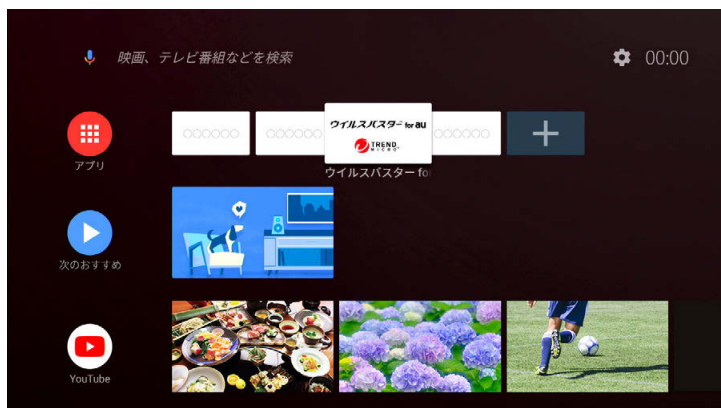 映画、テレビ番組などを検索
00:00
アプリ
○○○○○○
○○○○○○
ウイルスバスター for au
TREND
MICRO
○○○○○○
ウイルスバスター fo
次のおすすめ
YouTube